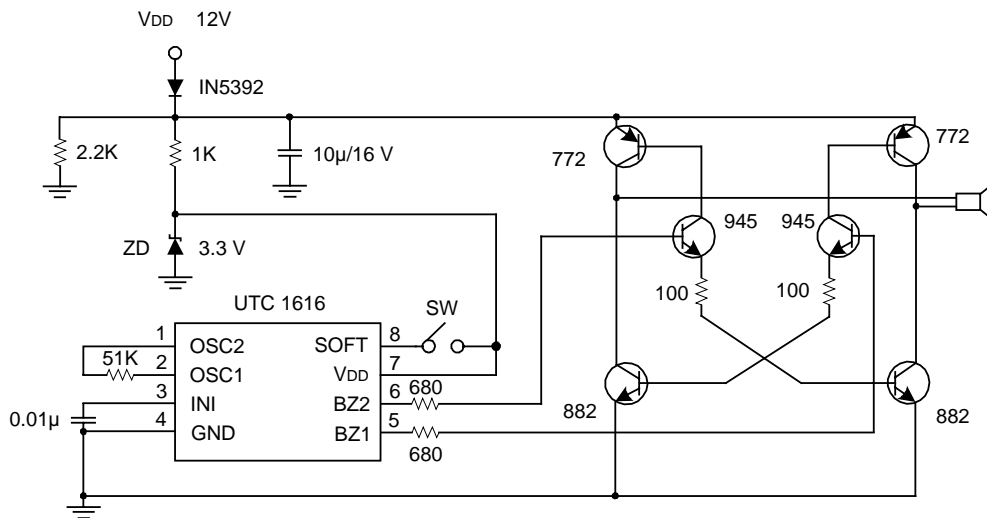 VDD 12V
IN5392
2.2K
1K
10µ/16 V
772
772
945
945
ZD
3.3 V
100
100
UTC 1616
SW
1
OSC2
SOFT
8
51K
2
OSC1
VDD
7
3
INI
BZ2
6
680
0.01µ
4
GND
BZ1
5
680
882
882